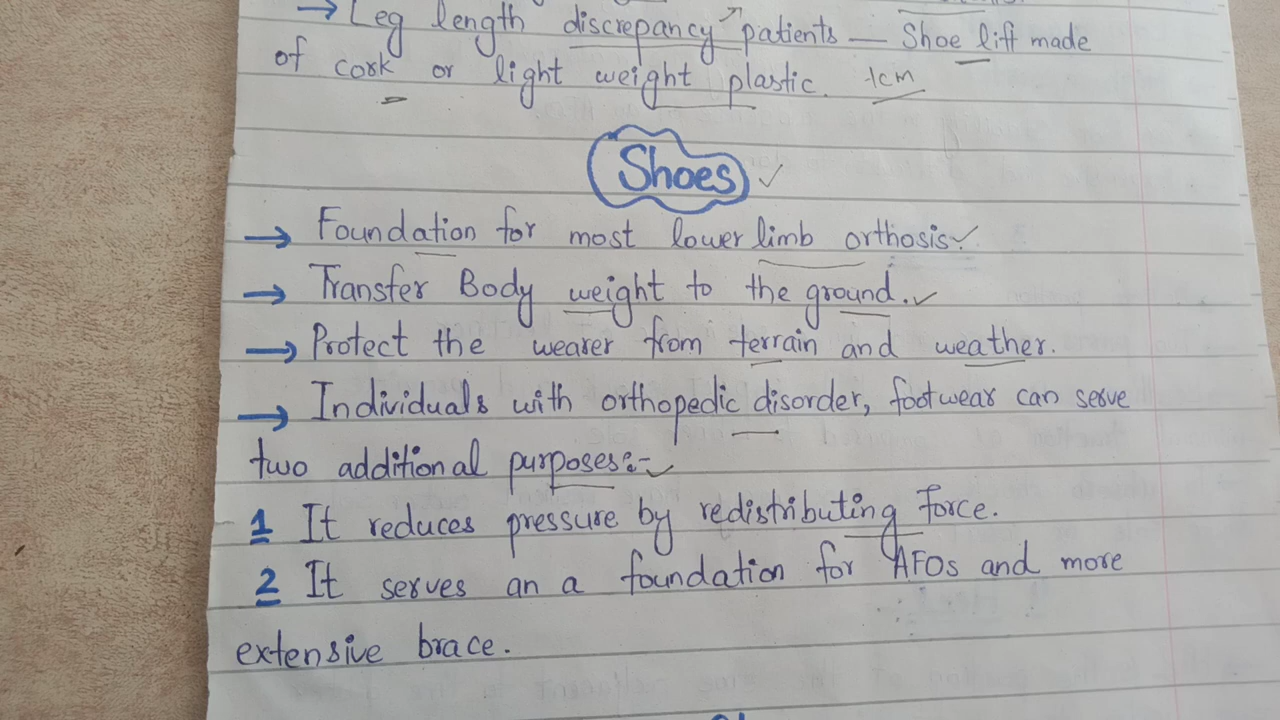 → Leg length discrepancy patients — Shoe lift made
of cork or light weight plastic. 1cm
Shoes ✓
→ Foundation for most lower limb orthosis ✓
→ Transfer Body weight to the ground. ✓
→ Protect the wearer from terrain and weather.
→ Individuals with orthopedic disorder, footwear can serve
two additional purposes:- ✓
1 It reduces pressure by redistributing force.
2 It serves an a foundation for AFOs and more
extensive brace.